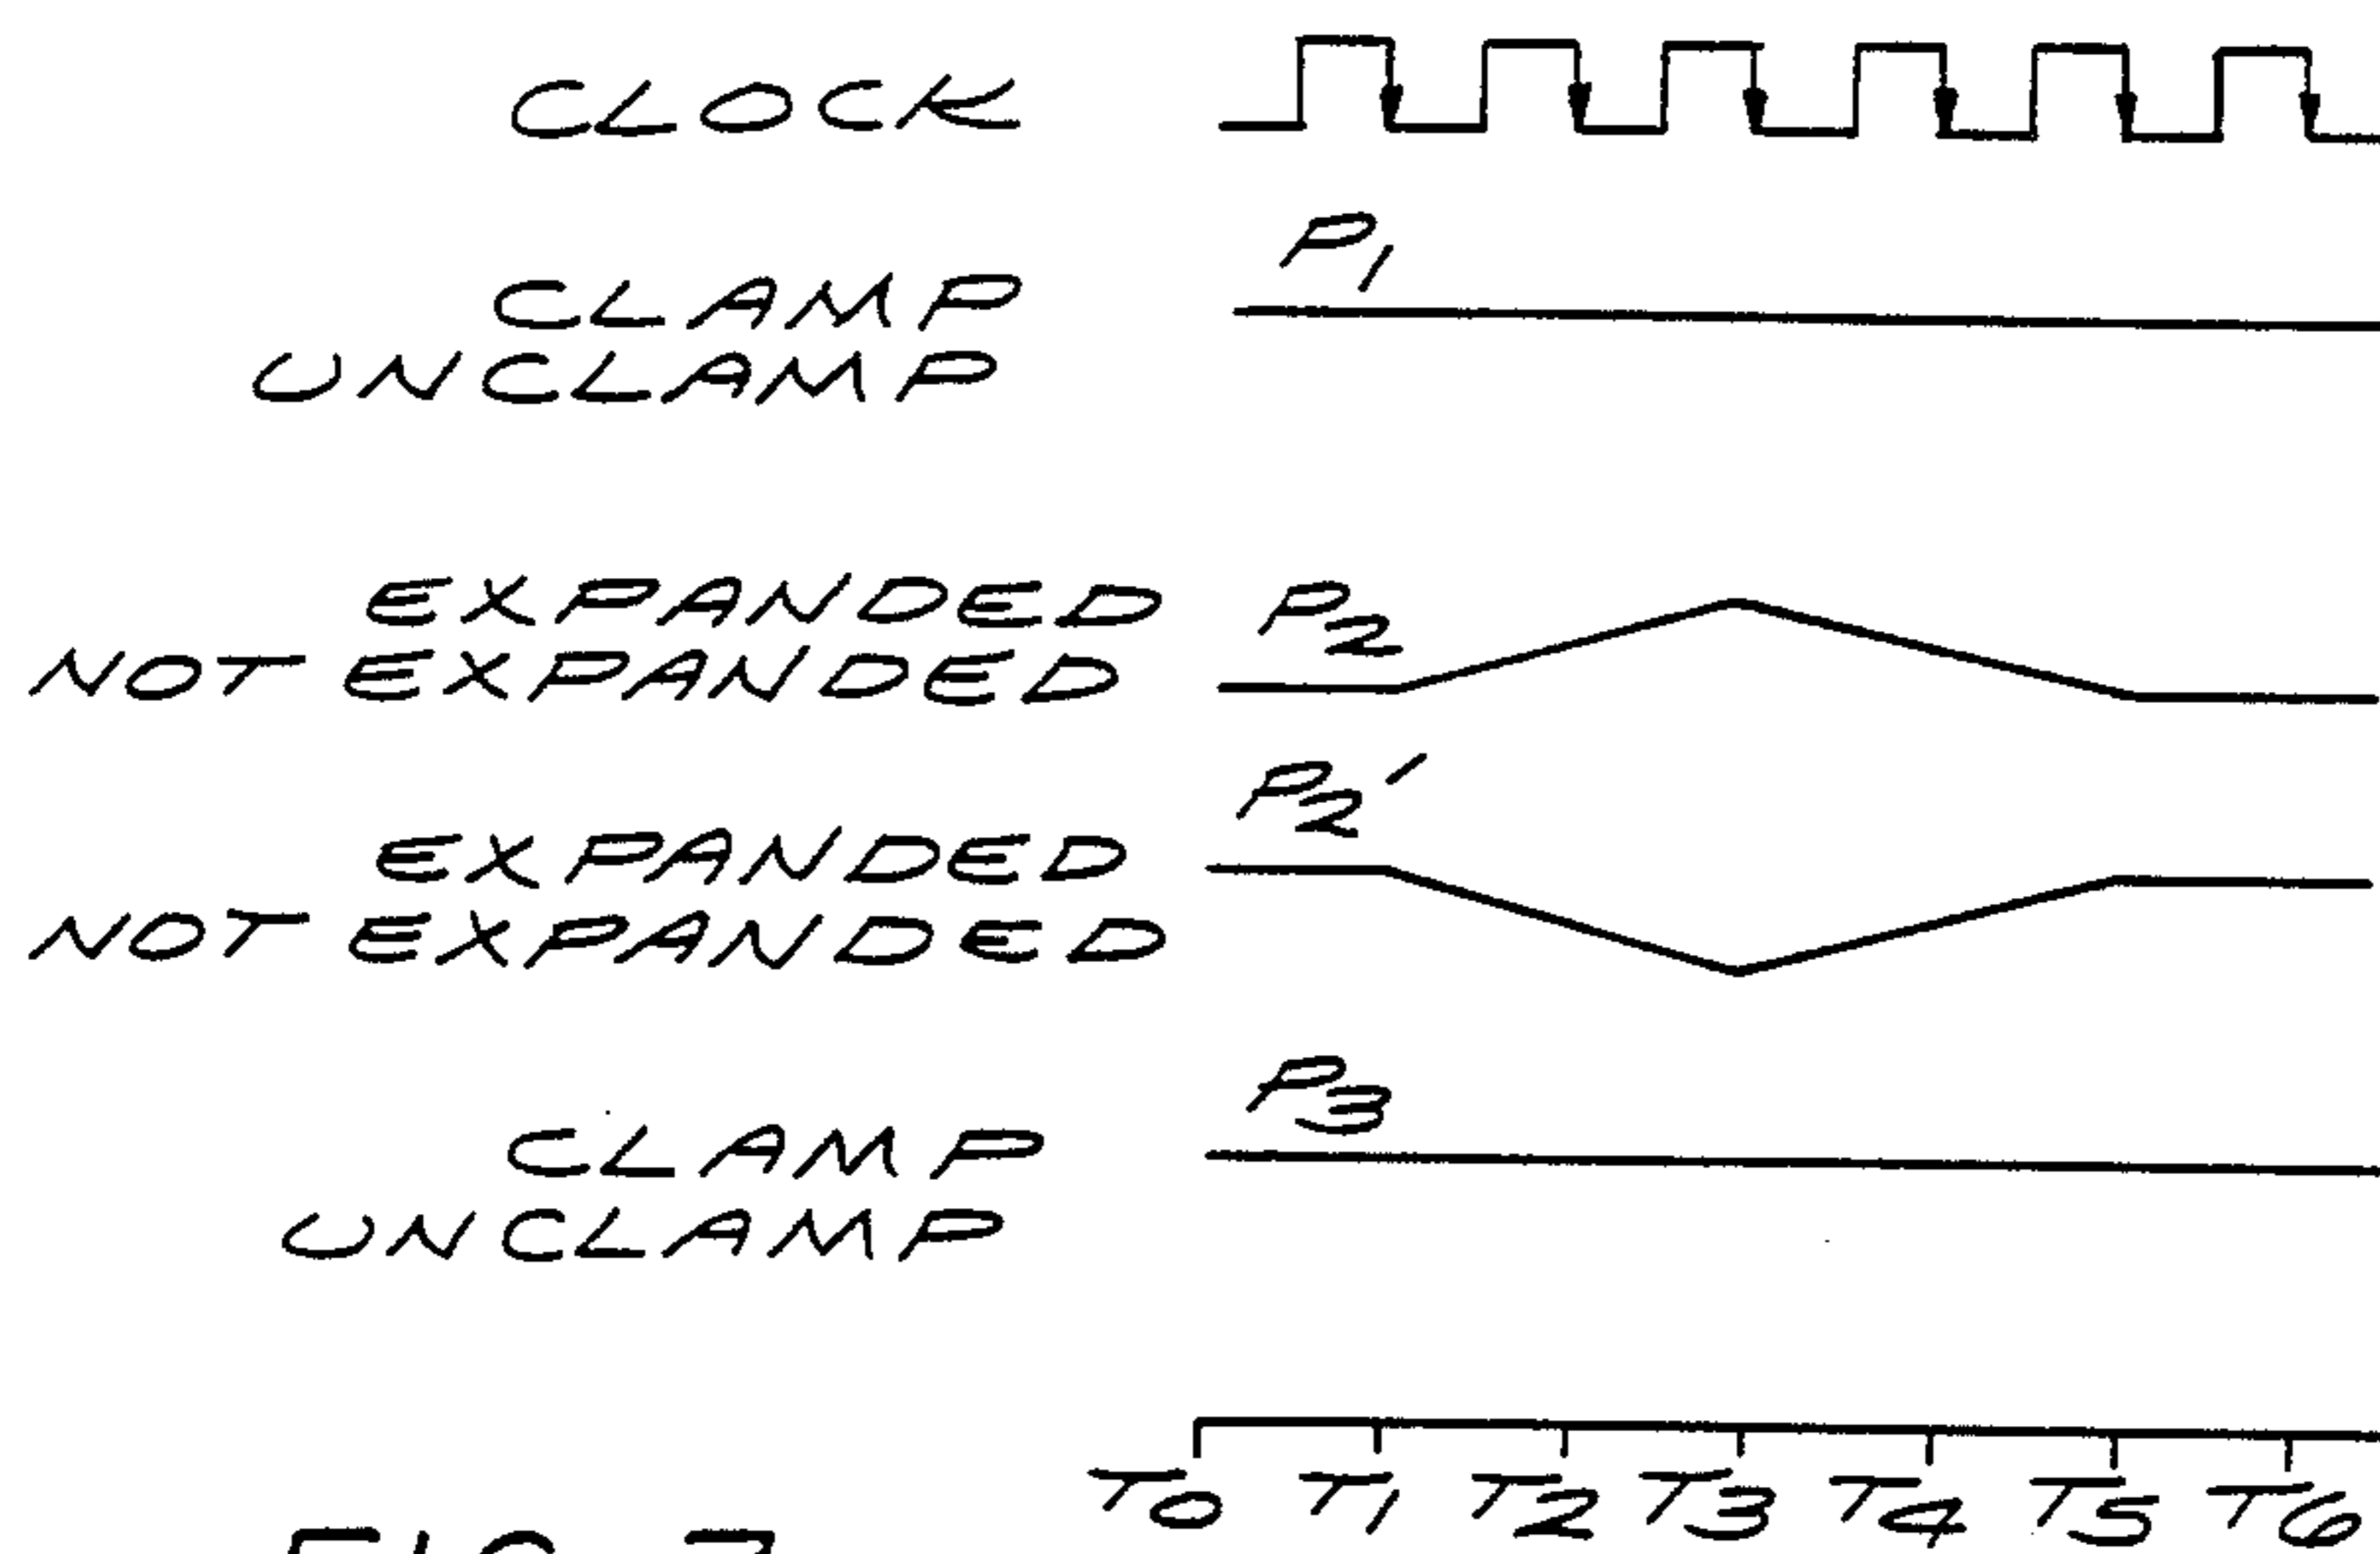 CLOCK
P1
CLAMP
UNCLAMP
EXPANDED P2
NOT EXPANDED
P2'
EXPANDED
NOT EXPANDED
P3
CLAMP
UNCLAMP
T0 T1 T2 T3 T4 T5 T6